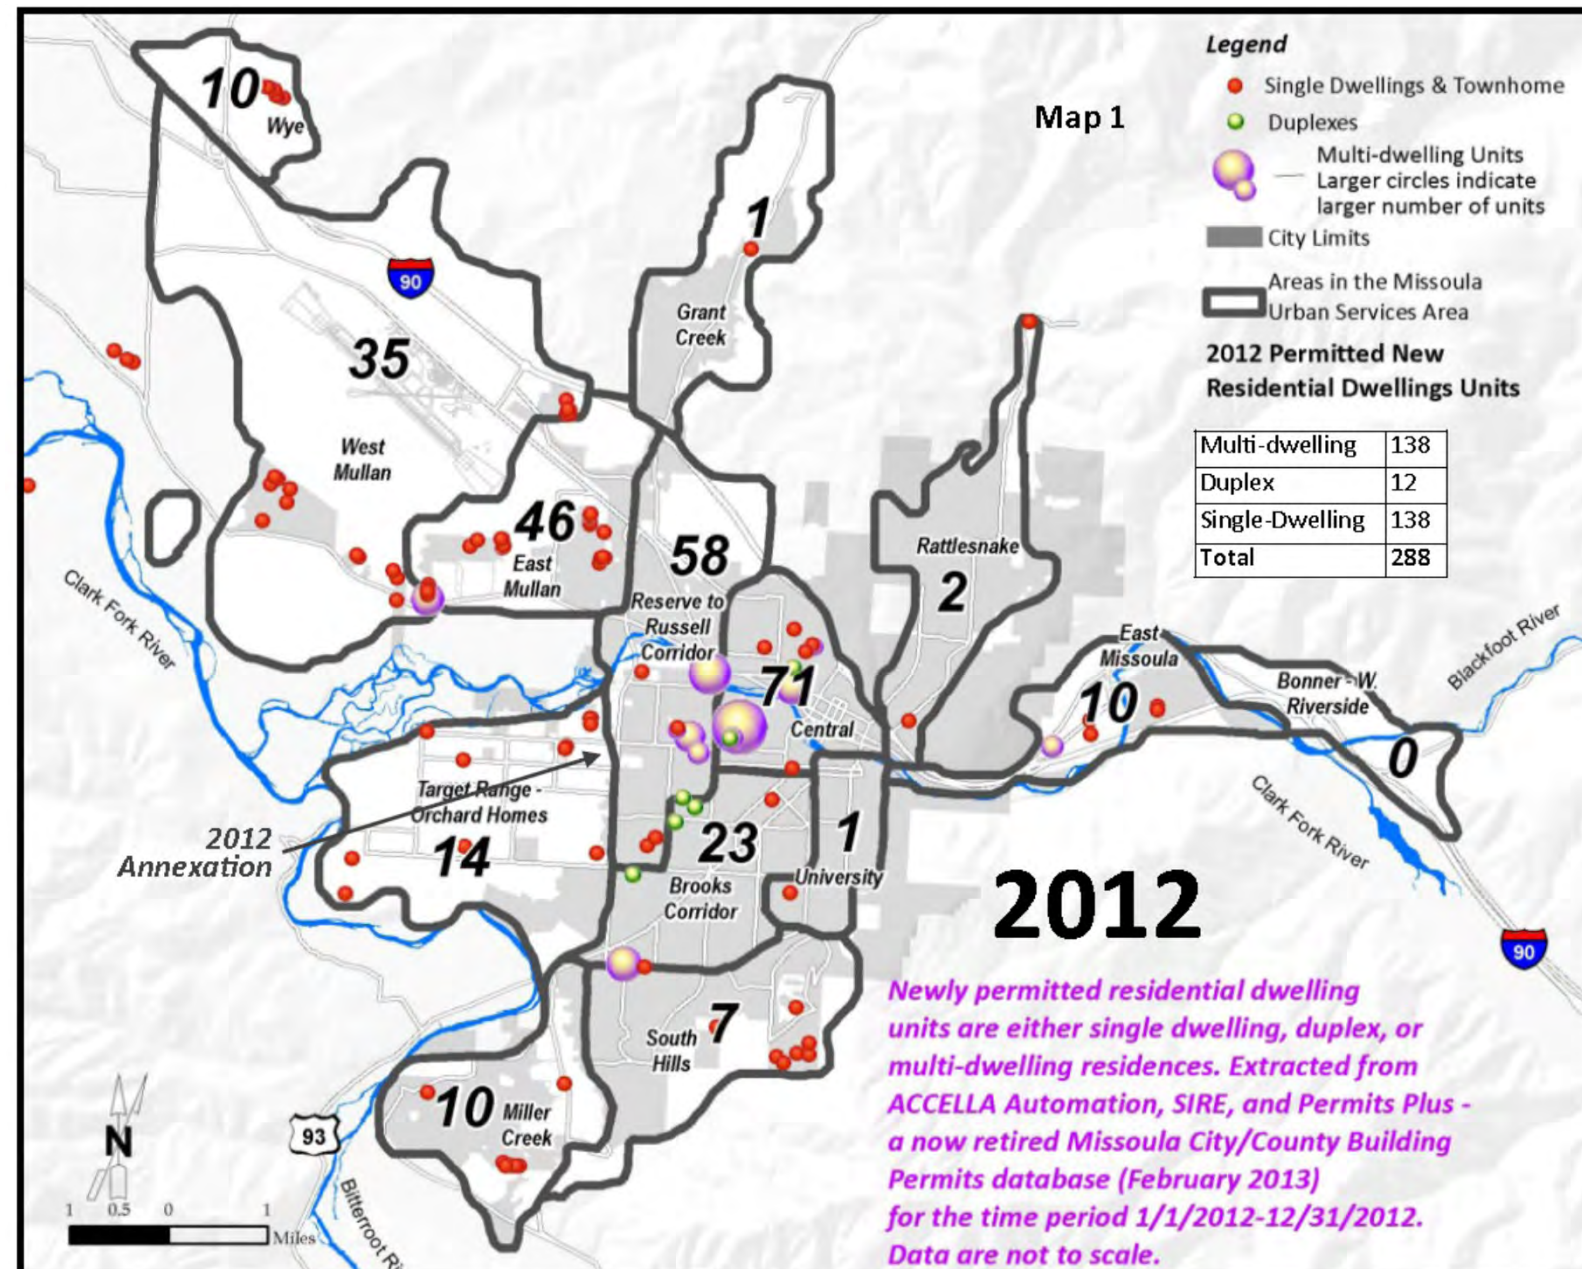 Legend
Single Dwellings & Townhome
Duplexes
Multi-dwelling Units
Larger circles indicate
larger number of units
City Limits
Areas in the Missoula
Urban Services Area
Map 1
2012 Permitted New
Residential Dwellings Units
Multi-dwelling 138
Duplex 12
Single-Dwelling 138
Total 288
10
Wye
1
Grant
Creek
90
35
West
Mullan
46
East
Mullan
58
Reserve to
Russell
Corridor
Rattlesnake
2
71
Central
East
Missoula
10
Bonner - W.
Riverside
0
Blackfoot River
Clark Fork River
Clark Fork River
90
Target Range -
Orchard Homes
14
2012
Annexation
23
Brooks
Corridor
1
University
7
South
Hills
10
Miller
Creek
93
Bitterroot Ri
N
1 0.5 0 1
Miles
2012
Newly permitted residential dwelling
units are either single dwelling, duplex, or
multi-dwelling residences. Extracted from
ACCELLA Automation, SIRE, and Permits Plus -
a now retired Missoula City/County Building
Permits database (February 2013)
for the time period 1/1/2012-12/31/2012.
Data are not to scale.